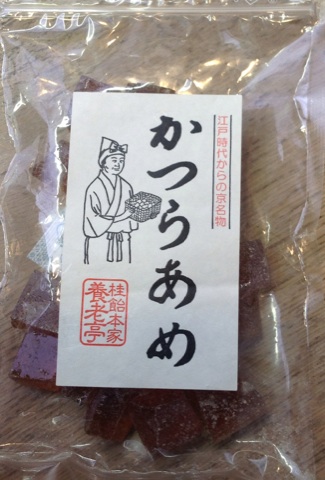 江戸時代からの京名物
かつらあめ
桂飴本家
養老亭